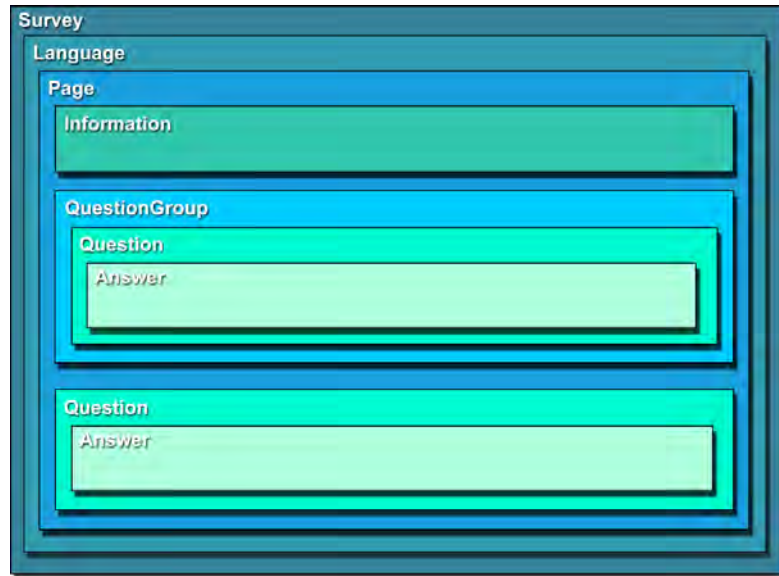 Survey
Language
Page
Information
QuestionGroup
Question
Answer
Question
Answer